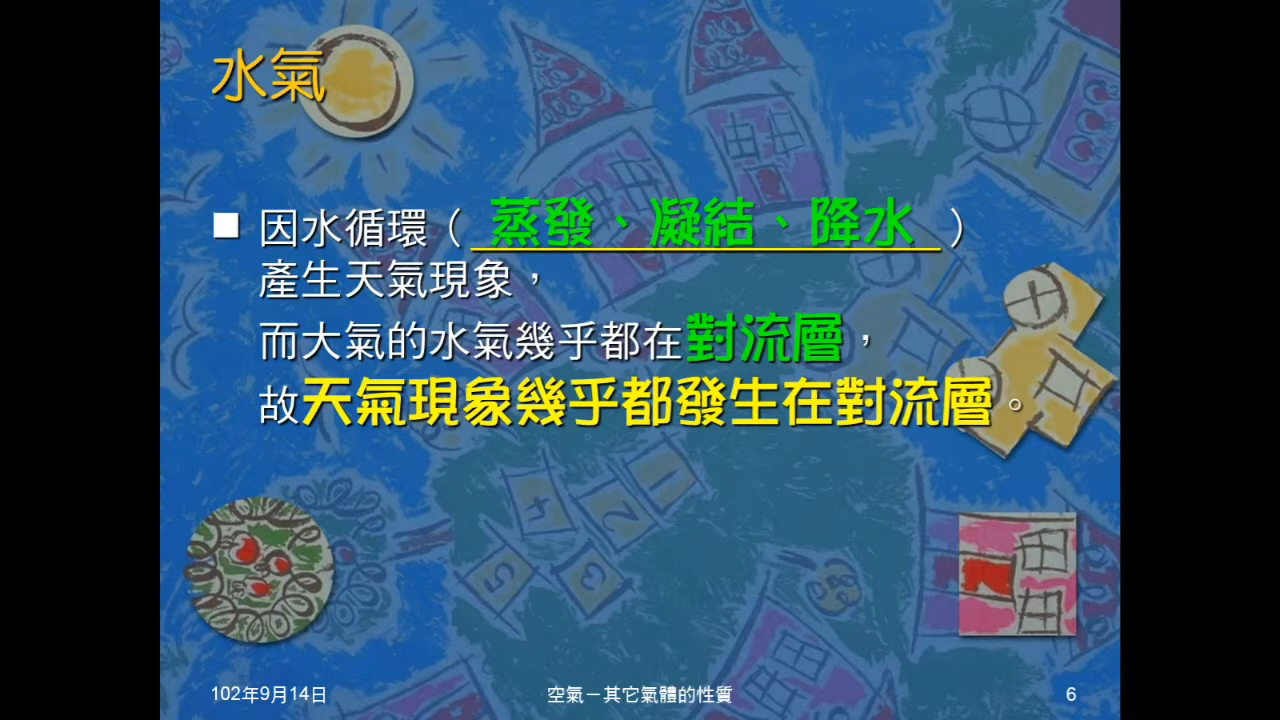 水氣
■ 因水循環（蒸發、凝結、降水）
產生天氣現象，
而大氣的水氣幾乎都在對流層，
故天氣現象幾乎都發生在對流層。
102年9月14日
空氣－其它氣體的性質
6